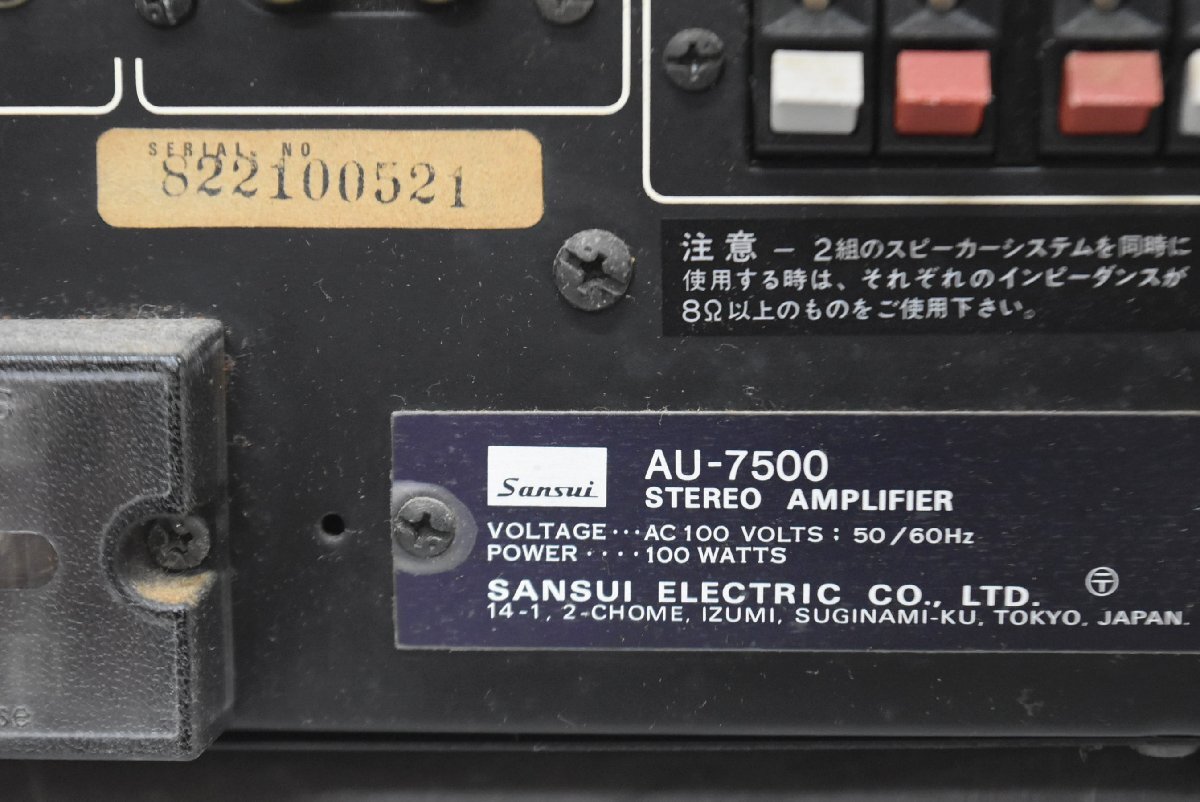 SERIAL NO
822100521
注意 － 2組のスピーカーシステムを同時に
使用する時は、それぞれのインピーダンスが
8Ω以上のものをご使用下さい。
Sansui
AU-7500
STEREO AMPLIFIER
VOLTAGE···AC 100 VOLTS : 50/60Hz
POWER ····100 WATTS
SANSUI ELECTRIC CO., LTD.
14-1, 2-CHOME, IZUMI, SUGINAMI-KU, TOKYO, JAPAN.